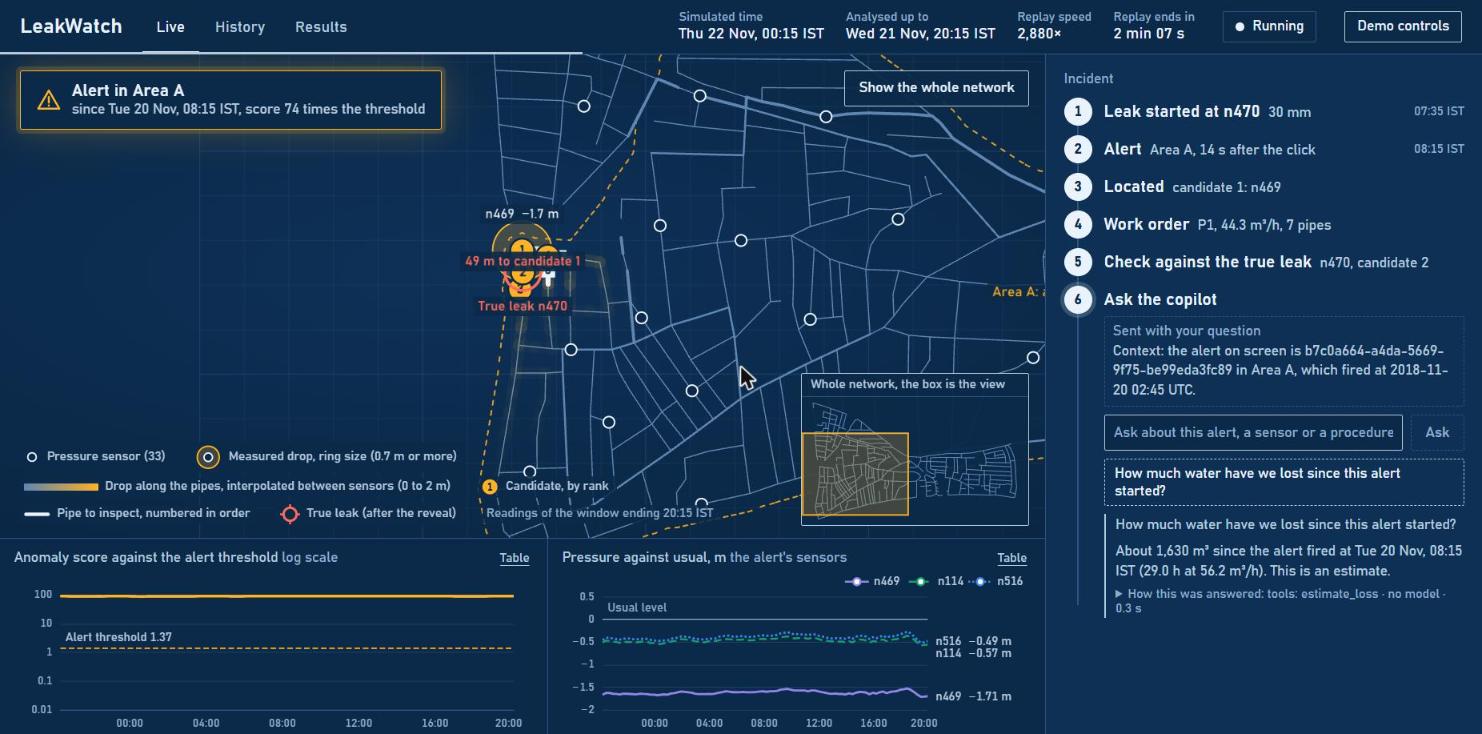 LeakWatch
Live
History
Results
Simulated time
Thu 22 Nov, 00:15 IST
Analysed up to
Wed 21 Nov, 20:15 IST
Replay speed
2,880×
Replay ends in
2 min 07 s
Running
Demo controls
Alert in Area A
since Tue 20 Nov, 08:15 IST, score 74 times the threshold
Show the whole network
n469 −1.7 m
1
49 m to candidate 1
2
True leak n470
Area A:
Whole network, the box is the view
Pressure sensor (33)
Measured drop, ring size (0.7 m or more)
Drop along the pipes, interpolated between sensors (0 to 2 m)
1 Candidate, by rank
Pipe to inspect, numbered in order
True leak (after the reveal)
Readings of the window ending 20:15 IST
Anomaly score against the alert threshold log scale
Table
100
10
Alert threshold 1.37
1
0.1
0.01
00:00 04:00 08:00 12:00 16:00 20:00
Pressure against usual, m the alert's sensors
Table
n469 n114 n516
0.5
Usual level
0
−0.5
−1
−1.5
−2
n516 −0.49 m
n114 −0.57 m
n469 −1.71 m
00:00 04:00 08:00 12:00 16:00 20:00
Incident
1 Leak started at n470 30 mm 07:35 IST
2 Alert Area A, 14 s after the click 08:15 IST
3 Located candidate 1: n469
4 Work order P1, 44.3 m³/h, 7 pipes
5 Check against the true leak n470, candidate 2
6 Ask the copilot
Sent with your question
Context: the alert on screen is b7c0a664-a4da-5669-
9f75-be99eda3fc89 in Area A, which fired at 2018-11-
20 02:45 UTC.
Ask about this alert, a sensor or a procedure
Ask
How much water have we lost since this alert
started?
How much water have we lost since this alert started?
About 1,630 m³ since the alert fired at Tue 20 Nov, 08:15
IST (29.0 h at 56.2 m³/h). This is an estimate.
How this was answered: tools: estimate_loss · no model ·
0.3 s